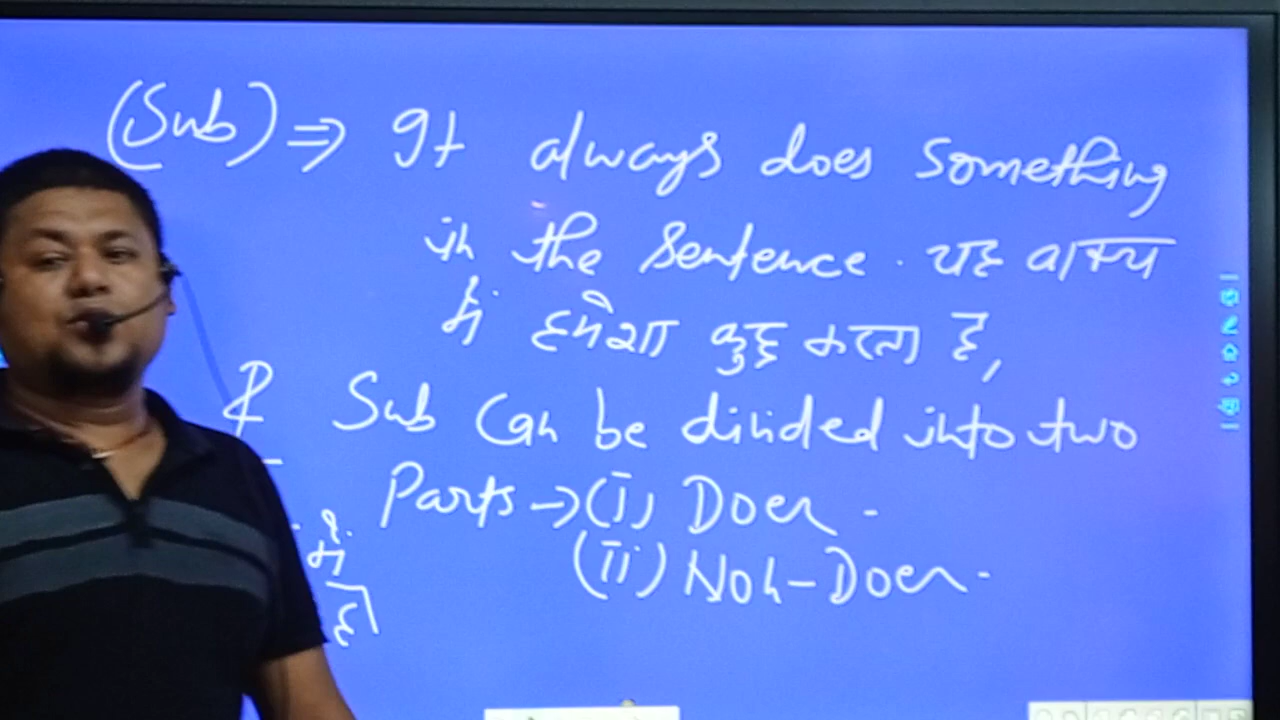 (Sub) ⇒ It always does something
in the sentence. यह वाक्य
में हमेशा कुछ करता है,
Sub can be divided into two
Parts → (i) Doer -
(ii) Non-Doer -
में
है